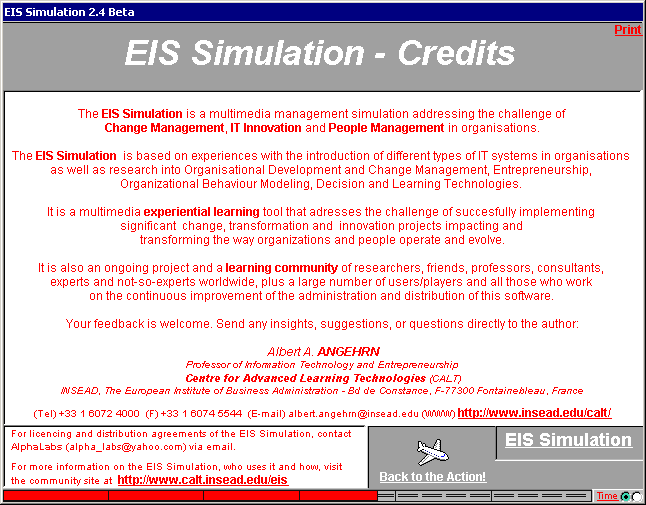 EIS Simulation 2.4 Beta
Print
EIS Simulation - Credits
The EIS Simulation is a multimedia management simulation addressing the challenge of
Change Management, IT Innovation and People Management in organisations.
The EIS Simulation is based on experiences with the introduction of different types of IT systems in organisations
as well as research into Organisational Development and Change Management, Entrepreneurship,
Organizational Behaviour Modeling, Decision and Learning Technologies.
It is a multimedia experiential learning tool that adresses the challenge of succesfully implementing
significant change, transformation and innovation projects impacting and
transforming the way organizations and people operate and evolve.
It is also an ongoing project and a learning community of researchers, friends, professors, consultants,
experts and not-so-experts worldwide, plus a large number of users/players and all those who work
on the continuous improvement of the administration and distribution of this software.
Your feedback is welcome. Send any insights, suggestions, or questions directly to the author:
Albert A. ANGEHRN
Professor of Information Technology and Entrepreneurship
Centre for Advanced Learning Technologies (CALT)
INSEAD, The European Institute of Business Administration - Bd de Constance, F-77300 Fontainebleau, France
(Tel) +33 1 6072 4000 (F) +33 1 6074 5544 (E-mail) albert.angehrn@insead.edu (WWW) http://www.insead.edu/calt/
For licencing and distribution agreements of the EIS Simulation, contact
AlphaLabs (alpha_labs@yahoo.com) via email.
For more information on the EIS Simulation, who uses it and how, visit
the community site at http://www.calt.insead.edu/eis
Back to the Action!
EIS Simulation
Time